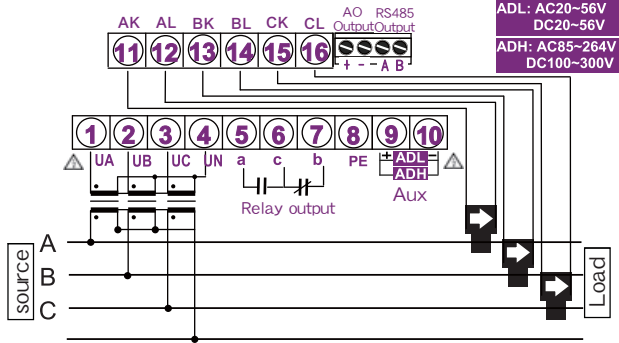 AK AL BK BL CK CL
AO Output RS485 Output
11 12 13 14 15 16
+ - - A B
ADL: AC20~56V
DC20~56V
ADH: AC85~264V
DC100~300V
1 2 3 4 5 6 7 8 9 10
UA UB UC UN a c b PE + ADL -
ADH
Relay output
Aux
source
A
B
C
Load